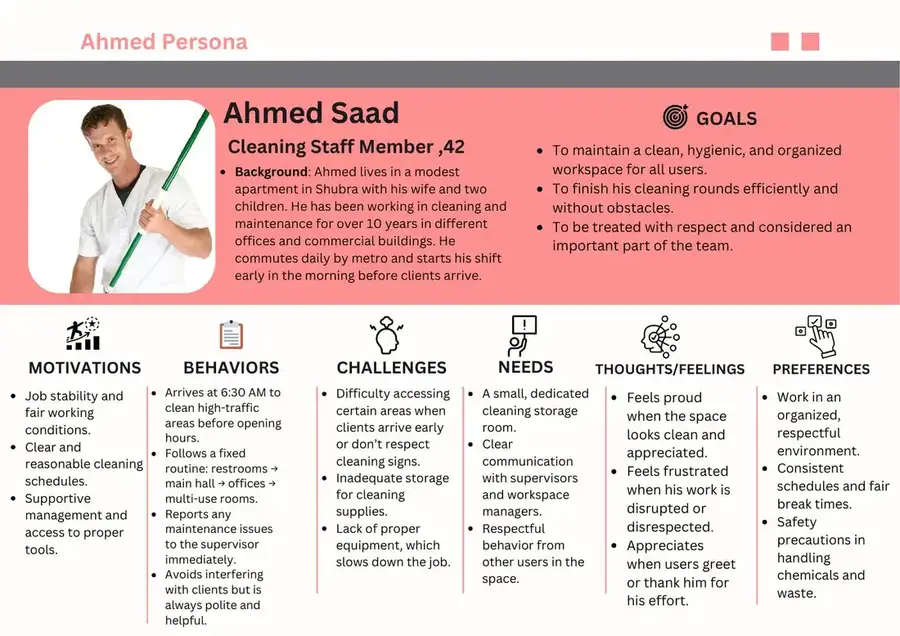 Ahmed Persona
Ahmed Saad
Cleaning Staff Member ,42
• Background: Ahmed lives in a modest
apartment in Shubra with his wife and two
children. He has been working in cleaning and
maintenance for over 10 years in different
offices and commercial buildings. He
commutes daily by metro and starts his shift
early in the morning before clients arrive.
GOALS
• To maintain a clean, hygienic, and organized
workspace for all users.
• To finish his cleaning rounds efficiently and
without obstacles.
• To be treated with respect and considered an
important part of the team.
MOTIVATIONS
• Job stability and
fair working
conditions.
• Clear and
reasonable cleaning
schedules.
• Supportive
management and
access to proper
tools.
BEHAVIORS
• Arrives at 6:30 AM to
clean high-traffic
areas before opening
hours.
• Follows a fixed
routine: restrooms →
main hall → offices →
multi-use rooms.
• Reports any
maintenance issues
to the supervisor
immediately.
• Avoids interfering
with clients but is
always polite and
helpful.
CHALLENGES
• Difficulty accessing
certain areas when
clients arrive early
or don’t respect
cleaning signs.
• Inadequate storage
for cleaning
supplies.
• Lack of proper
equipment, which
slows down the job.
NEEDS
• A small, dedicated
cleaning storage
room.
• Clear
communication
with supervisors
and workspace
managers.
• Respectful
behavior from
other users in the
space.
THOUGHTS/FEELINGS
• Feels proud
when the space
looks clean and
appreciated.
• Feels frustrated
when his work is
disrupted or
disrespected.
• Appreciates
when users greet
or thank him for
his effort.
PREFERENCES
• Work in an
organized,
respectful
environment.
• Consistent
schedules and fair
break times.
• Safety
precautions in
handling
chemicals and
waste.